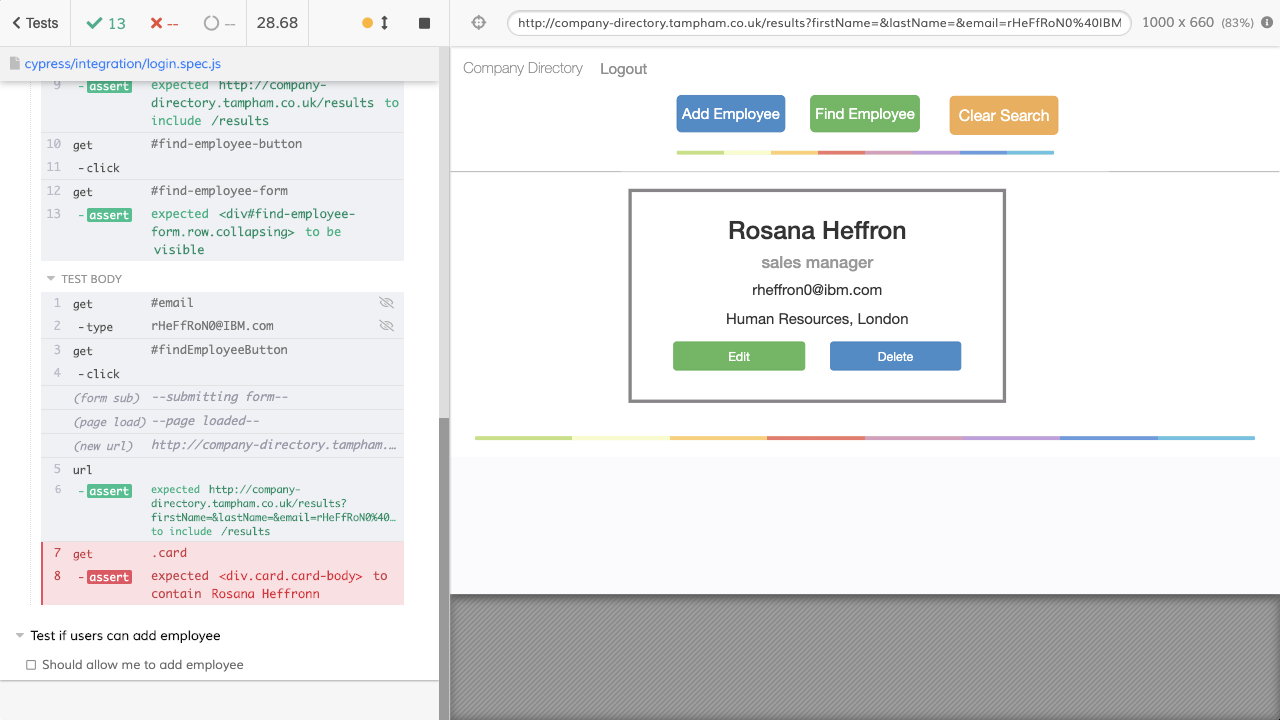 Tests 13 -- -- 28.68
cypress/integration/login.spec.js
9 - assert expected http://company-
directory.tampham.co.uk/results to
include /results
10 get #find-employee-button
11 - click
12 get #find-employee-form
13 - assert expected <div#find-employee-
form.row.collapsing> to be
visible
TEST BODY
1 get #email
2 - type rHeFfRoN0@IBM.com
3 get #findEmployeeButton
4 - click
(form sub) --submitting form--
(page load) --page loaded--
(new url) http://company-directory.tampham....
5 url
6 - assert expected http://company-
directory.tampham.co.uk/results?
firstName=&lastName=&email=rHeFfRoN0%40...
to include /results
7 get .card
8 - assert expected <div.card.card-body> to
contain Rosana Heffronn
Test if users can add employee
Should allow me to add employee
http://company-directory.tampham.co.uk/results?firstName=&lastName=&email=rHeFfRoN0%40IBM
1000 x 660 (83%)
Company Directory Logout
Add Employee Find Employee Clear Search
Rosana Heffron
sales manager
rheffron0@ibm.com
Human Resources, London
Edit Delete